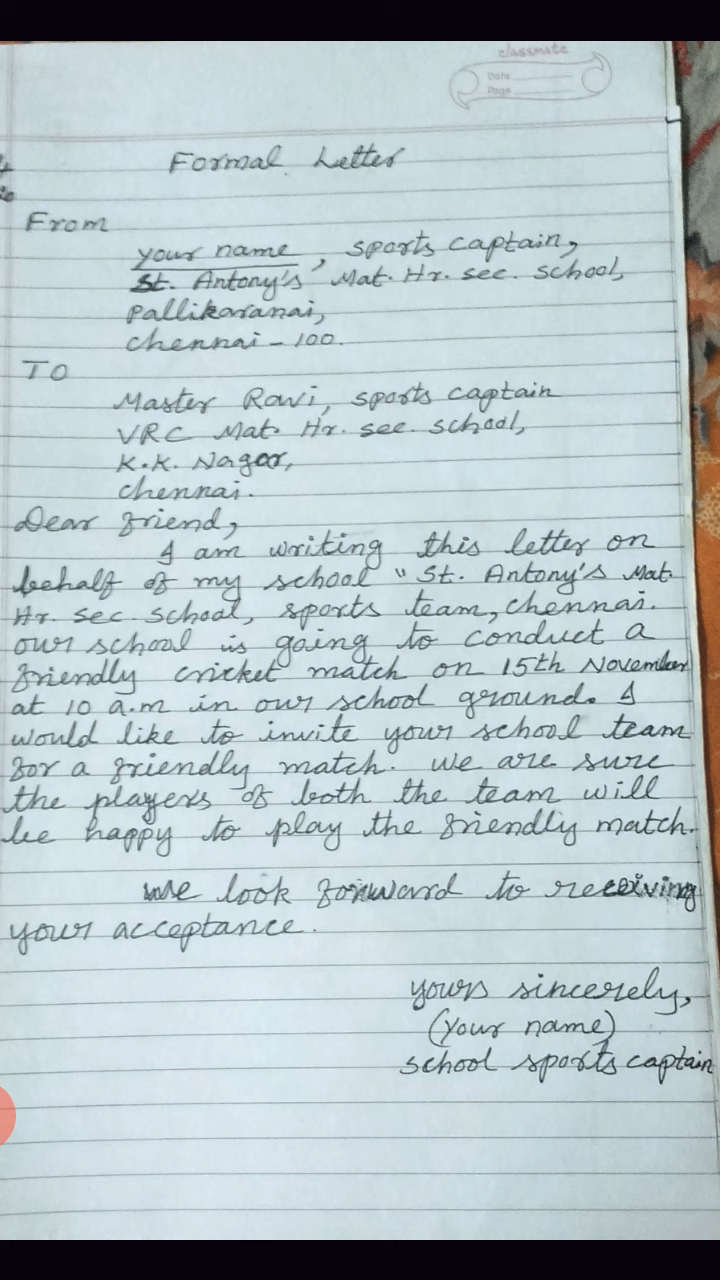 classmate
Date
Page
Formal Letter
From
your name, sports captain,
St. Antony's Mat. Hr. sec. school,
Pallikaranai,
chennai - 100.
TO
Master Ravi, sports captain
VRC Mat. Hr. sec. school,
K.K. Nagar,
chennai.
Dear friend,
I am writing this letter on
behalf of my school "St. Antony's Mat.
Hr. sec. school, sports team, chennai.
our school is going to conduct a
friendly cricket match on 15th November
at 10 a.m in our school ground. I
would like to invite your school team
for a friendly match. we are sure
the players of both the team will
be happy to play the friendly match.
we look forward to receiving
your acceptance.
yours sincerely,
(your name)
school sports captain